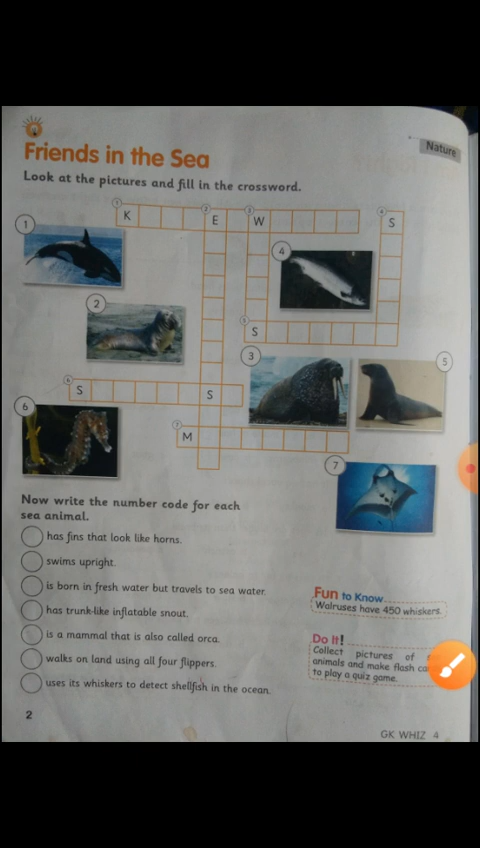 Nature
Friends in the Sea
Look at the pictures and fill in the crossword.
1 2 3 4
K E W S
1
4
2
5
S
3 5
6
S S
6
7
M
7
Now write the number code for each
sea animal.
has fins that look like horns.
swims upright.
is born in fresh water but travels to sea water.
has trunk-like inflatable snout.
is a mammal that is also called orca.
walks on land using all four flippers.
uses its whiskers to detect shellfish in the ocean.
Fun to Know
Walruses have 450 whiskers.
Do It!
Collect pictures of
animals and make flash
to play a quiz game.
2
GK WHIZ 4